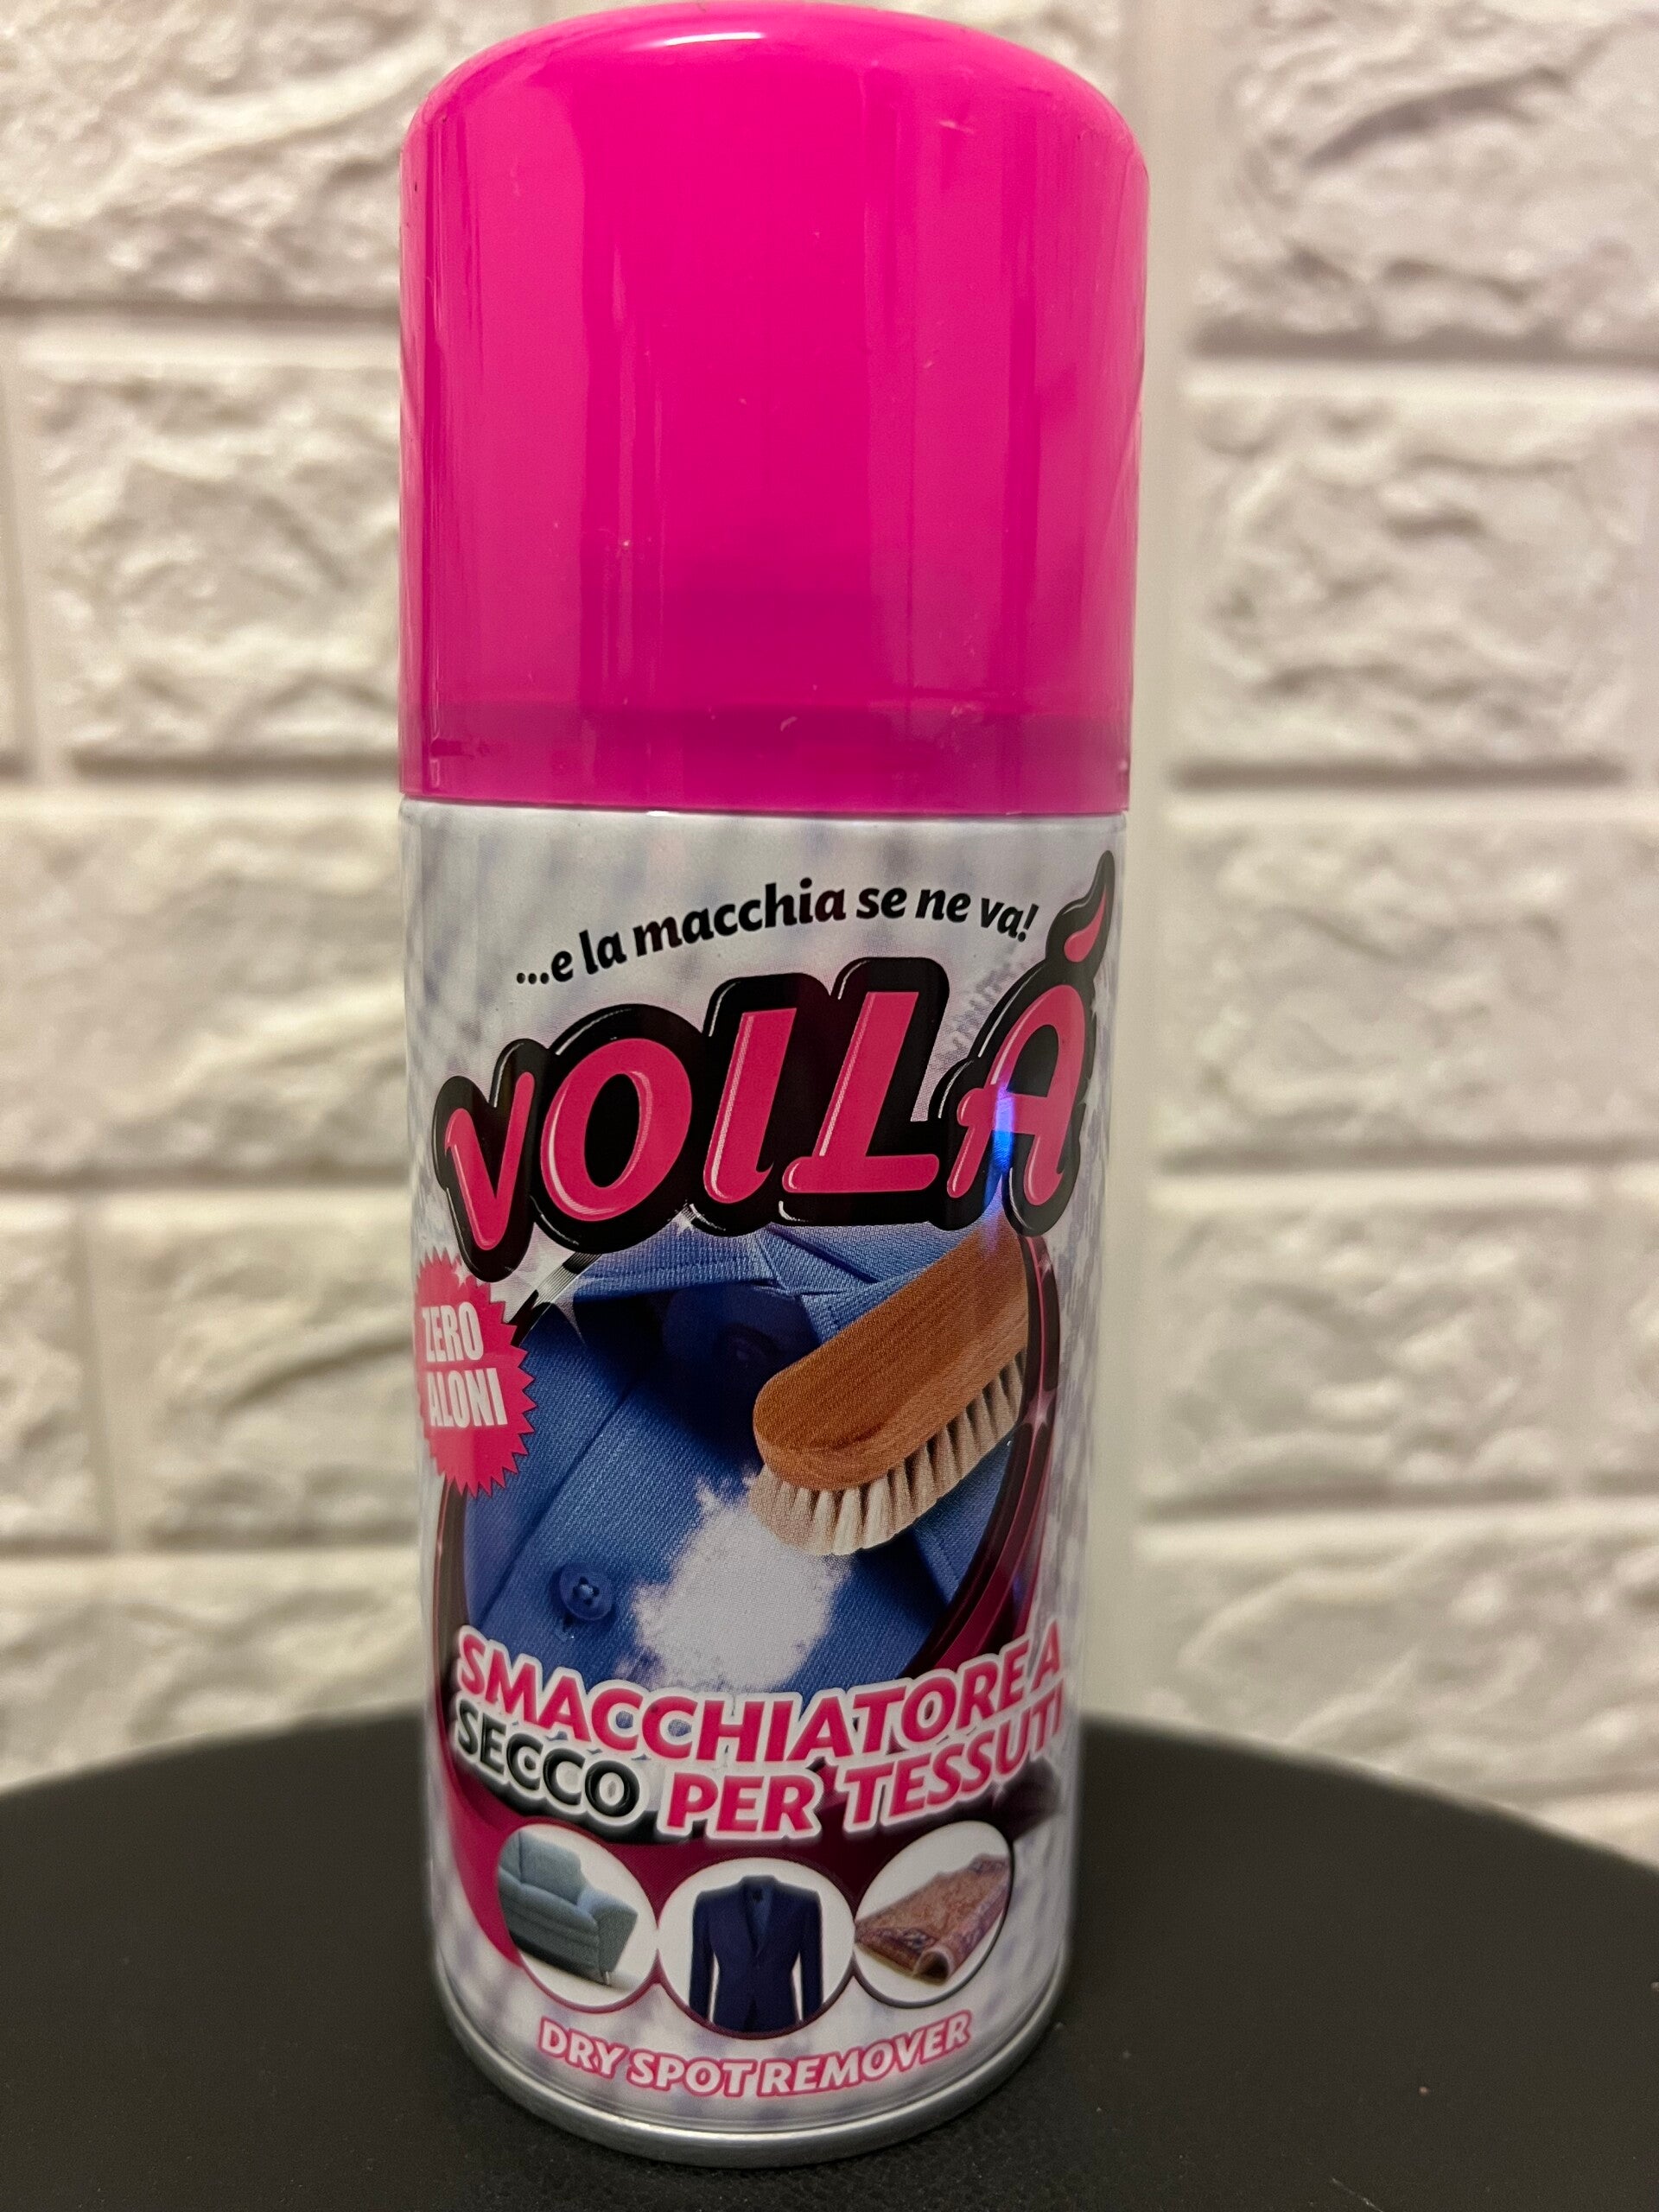 ...e la macchia se ne va!
VOILÀ
ZERO
ALONI
SMACCHIATORE A
SECCO PER TESSUTI
DRY SPOT REMOVER